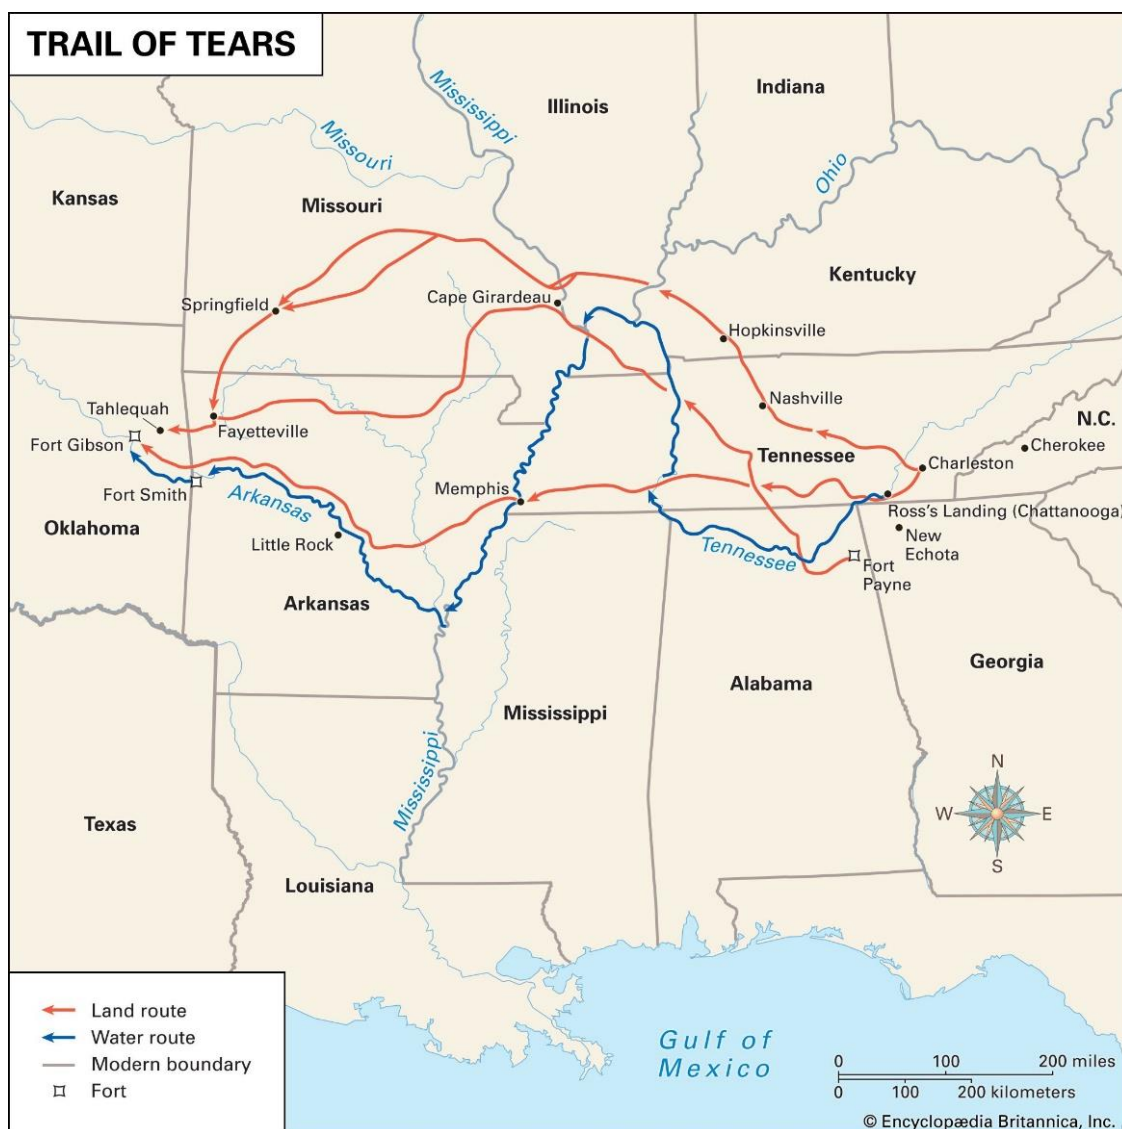 TRAIL OF TEARS
Mississippi
Illinois
Indiana
Missouri
Ohio
Kansas
Missouri
Kentucky
Springfield
Cape Girardeau
Hopkinsville
Nashville
Tahlequah
Fayetteville
N.C.
Fort Gibson
Cherokee
Tennessee
Charleston
Fort Smith
Memphis
Arkansas
Ross's Landing (Chattanooga)
Oklahoma
New
Echota
Little Rock
Tennessee
Fort
Payne
Arkansas
Georgia
Alabama
Mississippi
Mississippi
N
W
E
S
Texas
Louisiana
Land route
Water route
Modern boundary
Fort
Gulf of
Mexico
0 100 200 miles
0 100 200 kilometers
© Encyclopædia Britannica, Inc.